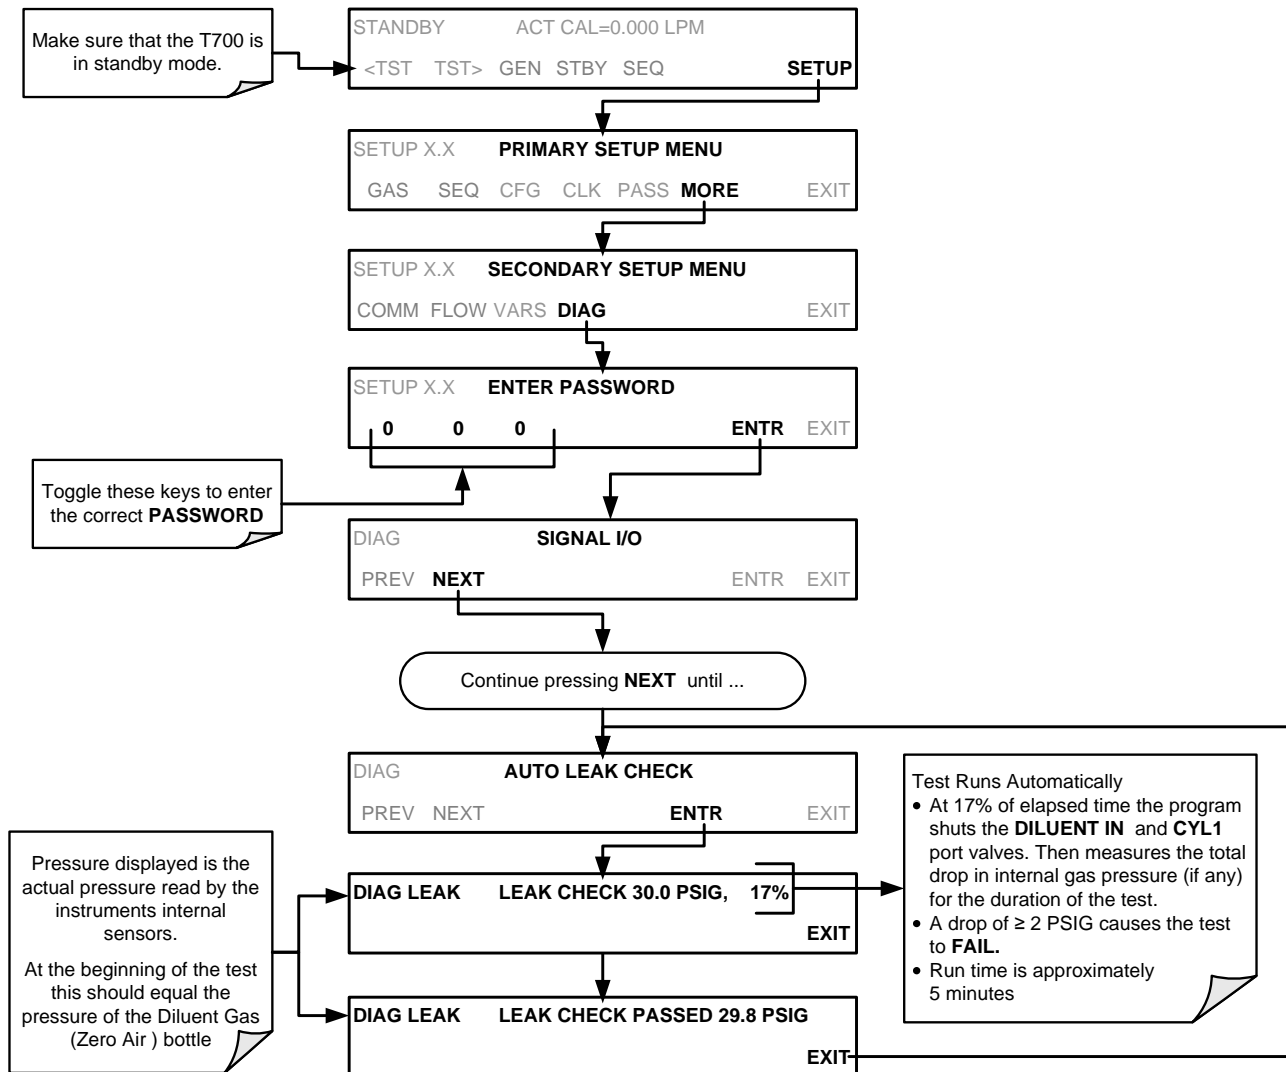 Make sure that the T700 is
in standby mode.
STANDBY ACT CAL=0.000 LPM
<TST TST> GEN STBY SEQ SETUP
SETUP X.X PRIMARY SETUP MENU
GAS SEQ CFG CLK PASS MORE EXIT
SETUP X.X SECONDARY SETUP MENU
COMM FLOW VARS DIAG EXIT
SETUP X.X ENTER PASSWORD
0 0 0 ENTR EXIT
Toggle these keys to enter
the correct PASSWORD
DIAG SIGNAL I/O
PREV NEXT ENTR EXIT
Continue pressing NEXT until ...
DIAG AUTO LEAK CHECK
PREV NEXT ENTR EXIT
Pressure displayed is the
actual pressure read by the
instruments internal
sensors.
At the beginning of the test
this should equal the
pressure of the Diluent Gas
(Zero Air ) bottle
DIAG LEAK LEAK CHECK 30.0 PSIG, 17%
EXIT
Test Runs Automatically
• At 17% of elapsed time the program
shuts the DILUENT IN and CYL1
port valves. Then measures the total
drop in internal gas pressure (if any)
for the duration of the test.
• A drop of ≥ 2 PSIG causes the test
to FAIL.
• Run time is approximately
5 minutes
DIAG LEAK LEAK CHECK PASSED 29.8 PSIG
EXIT